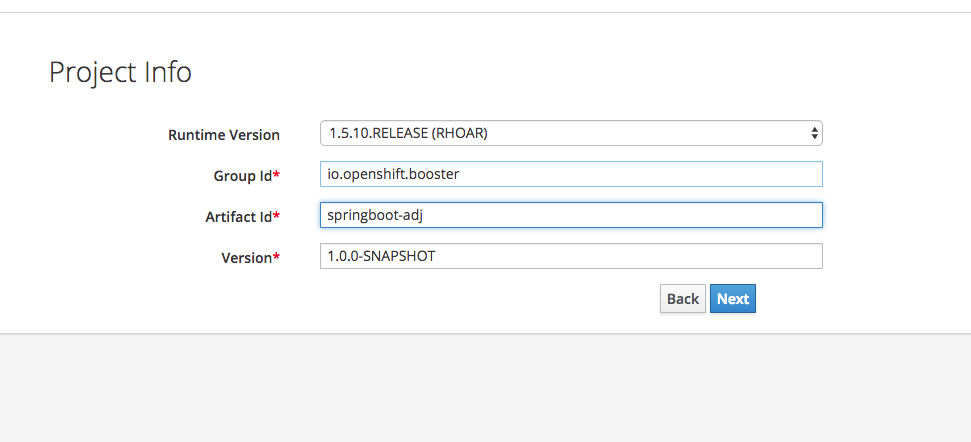 Project Info
Runtime Version 1.5.10.RELEASE (RHOAR)
Group Id* io.openshift.booster
Artifact Id* springboot-adj
Version* 1.0.0-SNAPSHOT
Back Next